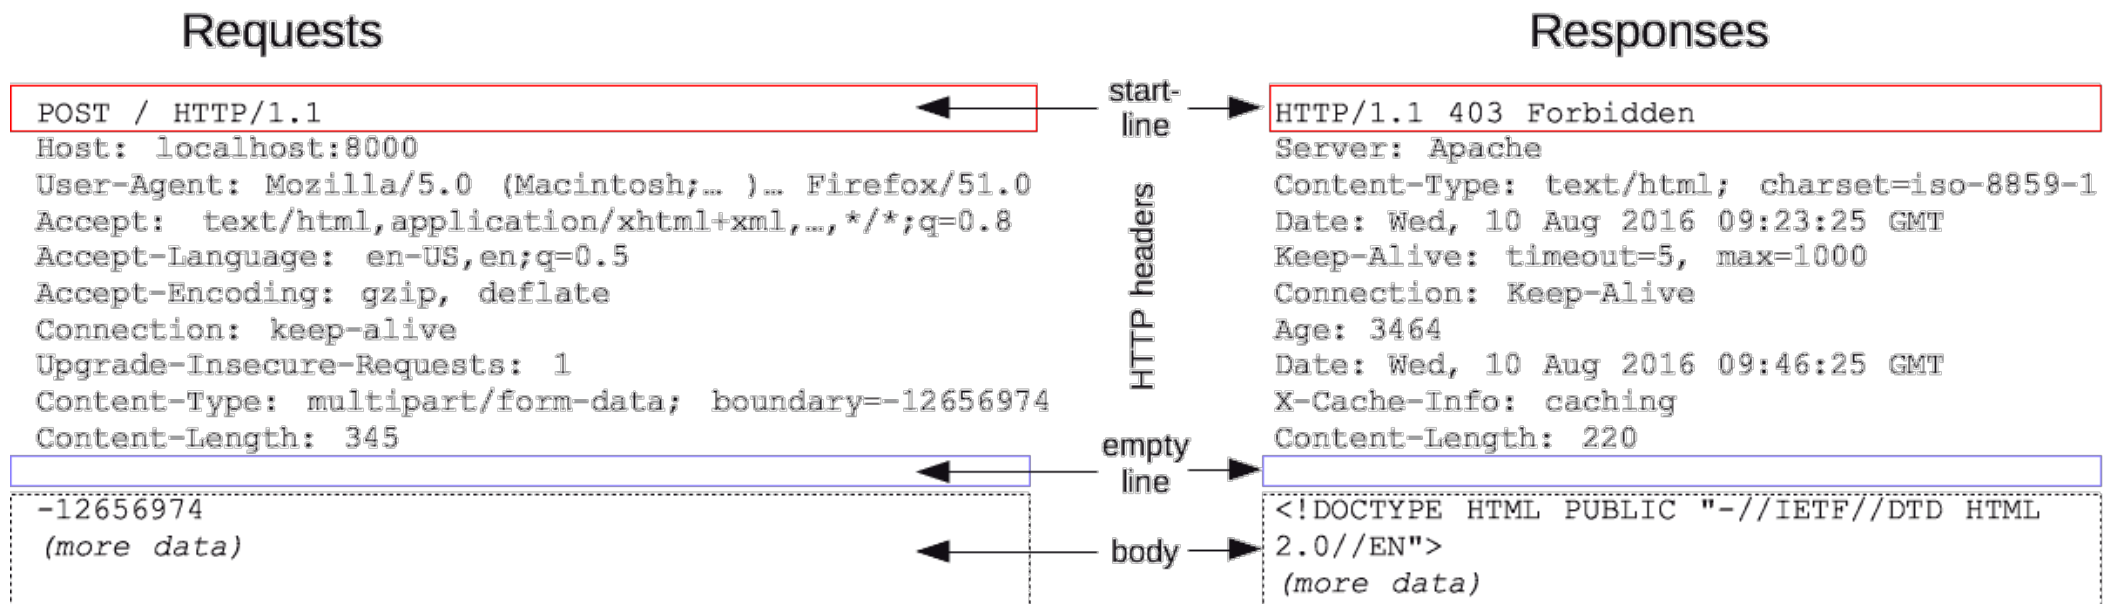 Requests
POST / HTTP/1.1
Host: localhost:8000
User-Agent: Mozilla/5.0 (Macintosh;… )… Firefox/51.0
Accept: text/html,application/xhtml+xml,…,*/*;q=0.8
Accept-Language: en-US,en;q=0.5
Accept-Encoding: gzip, deflate
Connection: keep-alive
Upgrade-Insecure-Requests: 1
Content-Type: multipart/form-data; boundary=-12656974
Content-Length: 345
-12656974
(more data)
start-
line
HTTP headers
empty
line
body
Responses
HTTP/1.1 403 Forbidden
Server: Apache
Content-Type: text/html; charset=iso-8859-1
Date: Wed, 10 Aug 2016 09:23:25 GMT
Keep-Alive: timeout=5, max=1000
Connection: Keep-Alive
Age: 3464
Date: Wed, 10 Aug 2016 09:46:25 GMT
X-Cache-Info: caching
Content-Length: 220
<!DOCTYPE HTML PUBLIC "-//IETF//DTD HTML
2.0//EN">
(more data)